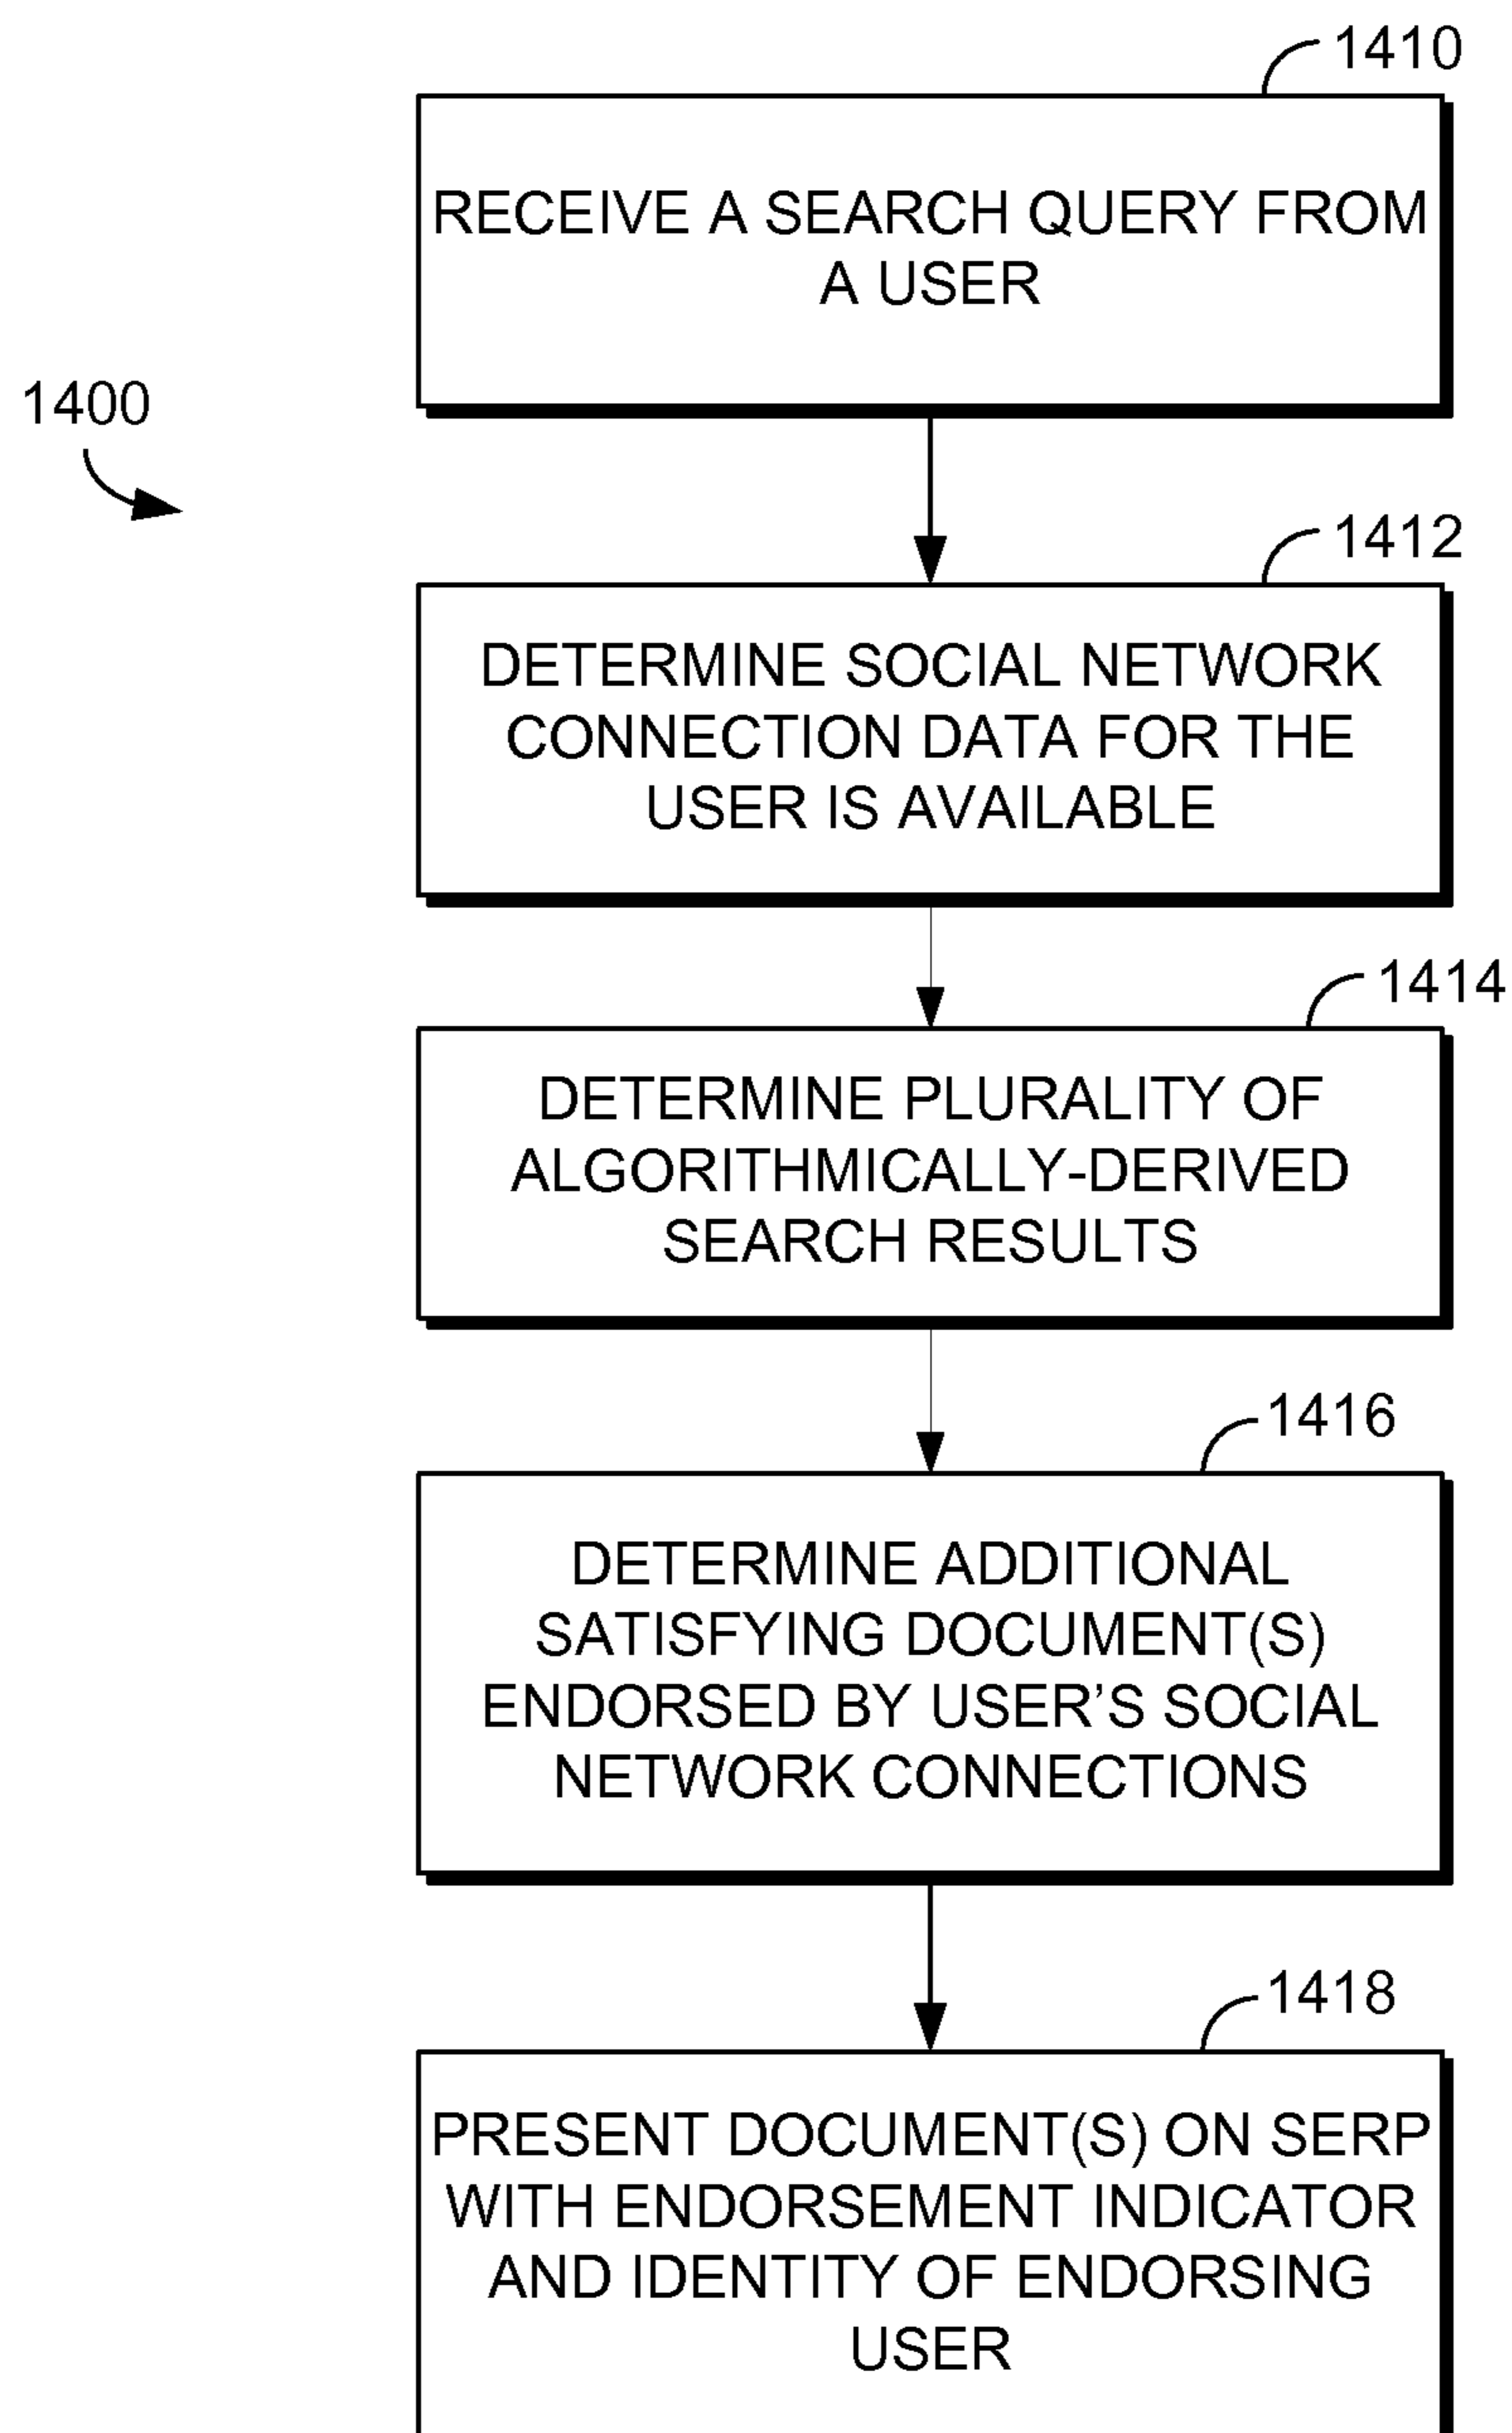 1410
RECEIVE A SEARCH QUERY FROM
A USER
1400
1412
DETERMINE SOCIAL NETWORK
CONNECTION DATA FOR THE
USER IS AVAILABLE
1414
DETERMINE PLURALITY OF
ALGORITHMICALLY-DERIVED
SEARCH RESULTS
1416
DETERMINE ADDITIONAL
SATISFYING DOCUMENT(S)
ENDORSED BY USER’S SOCIAL
NETWORK CONNECTIONS
1418
PRESENT DOCUMENT(S) ON SERP
WITH ENDORSEMENT INDICATOR
AND IDENTITY OF ENDORSING
USER